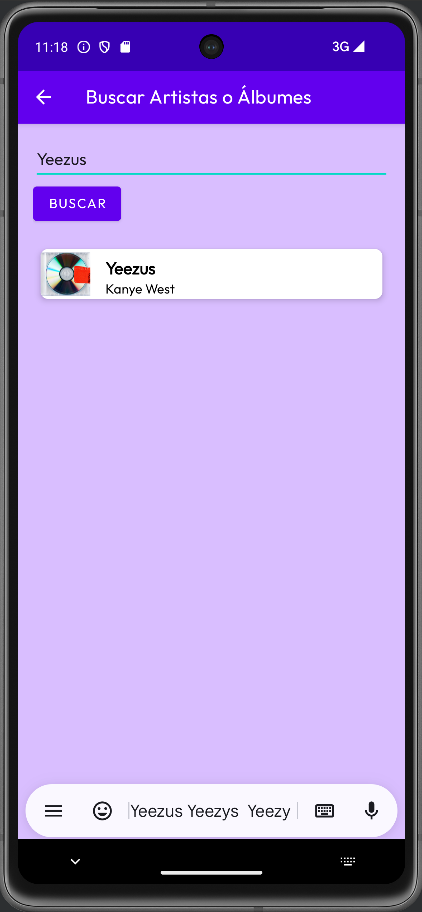 11:18 3G
Buscar Artistas o Álbumes
Yeezus
BUSCAR
Yeezus
Kanye West
Yeezus Yeezys Yeezy